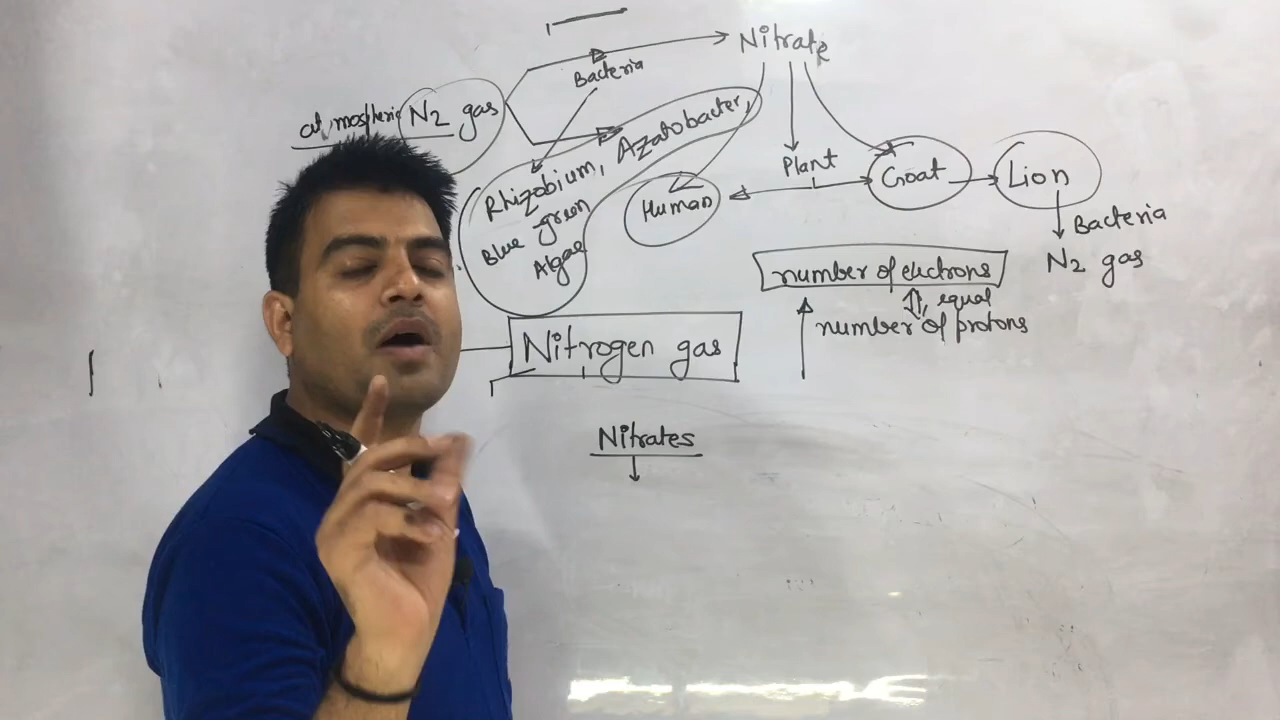 Nitrate
Bacteria
atmospheric N2 gas
Rhizobium, Azatobacter,
Blue green
Algae
Human
Plant
Goat
Lion
Bacteria
N2 gas
number of electrons
equal
number of protons
Nitrogen gas
Nitrates